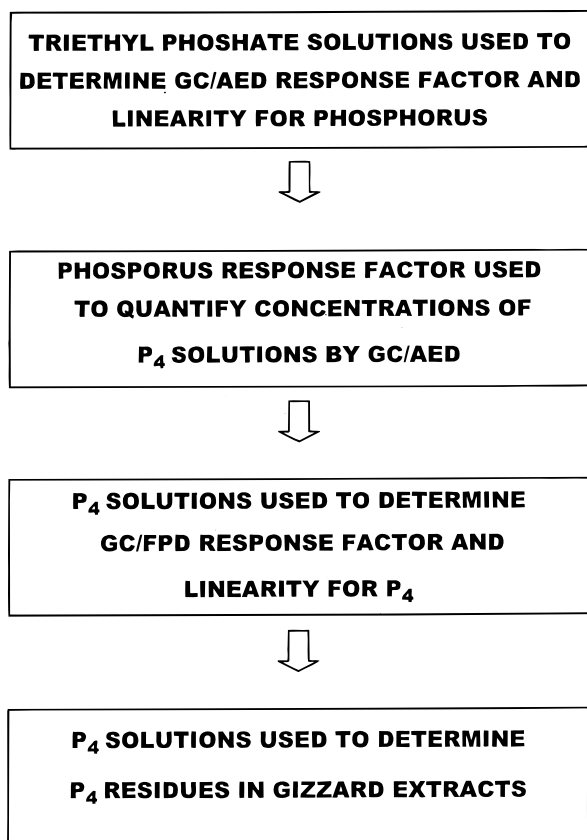 TRIETHYL PHOSHATE SOLUTIONS USED TO
DETERMINE GC/AED RESPONSE FACTOR AND
LINEARITY FOR PHOSPHORUS
PHOSPORUS RESPONSE FACTOR USED
TO QUANTIFY CONCENTRATIONS OF
P₄ SOLUTIONS BY GC/AED
P₄ SOLUTIONS USED TO DETERMINE
GC/FPD RESPONSE FACTOR AND
LINEARITY FOR P₄
P₄ SOLUTIONS USED TO DETERMINE
P₄ RESIDUES IN GIZZARD EXTRACTS